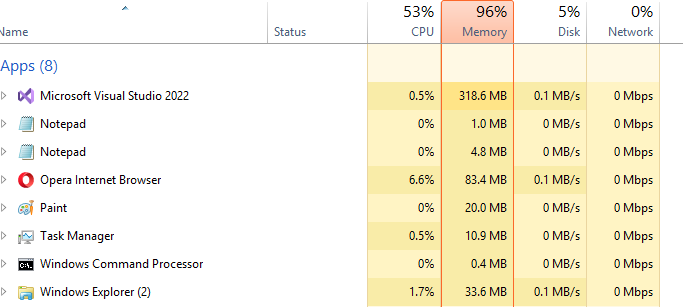 53% 96% 5% 0%
Name Status CPU Memory Disk Network
Apps (8)
Microsoft Visual Studio 2022 0.5% 318.6 MB 0.1 MB/s 0 Mbps
Notepad 0% 1.0 MB 0 MB/s 0 Mbps
Notepad 0% 4.8 MB 0 MB/s 0 Mbps
Opera Internet Browser 6.6% 83.4 MB 0.1 MB/s 0 Mbps
Paint 0% 20.0 MB 0 MB/s 0 Mbps
Task Manager 0.5% 10.9 MB 0 MB/s 0 Mbps
Windows Command Processor 0% 0.4 MB 0 MB/s 0 Mbps
Windows Explorer (2) 1.7% 33.6 MB 0.1 MB/s 0 Mbps